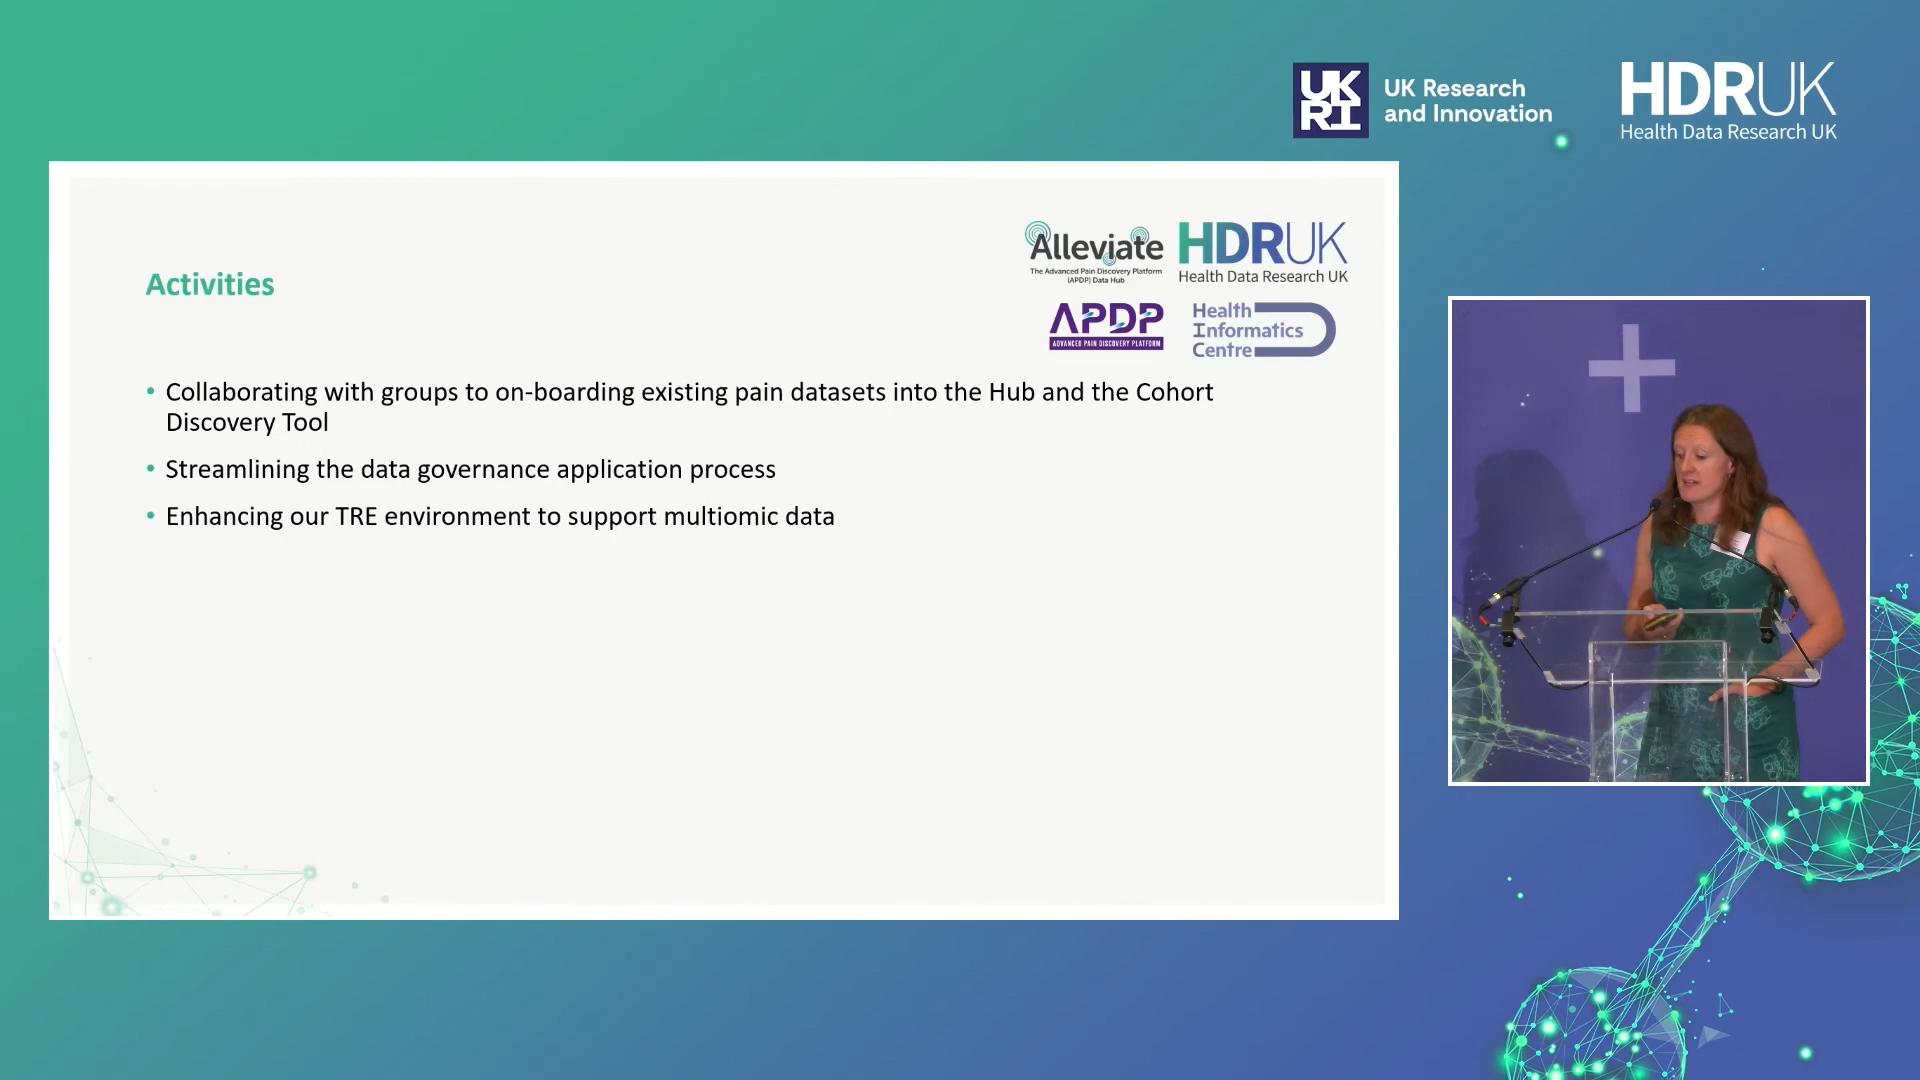 UK
RI
UK Research
and Innovation
HDRUK
Health Data Research UK
Alleviate
The Advanced Pain Discovery Platform
(APDP) Data Hub
HDRUK
Health Data Research UK
APDP
ADVANCED PAIN DISCOVERY PLATFORM
Health
Informatics
Centre
Activities
• Collaborating with groups to on-boarding existing pain datasets into the Hub and the Cohort
Discovery Tool
• Streamlining the data governance application process
• Enhancing our TRE environment to support multiomic data